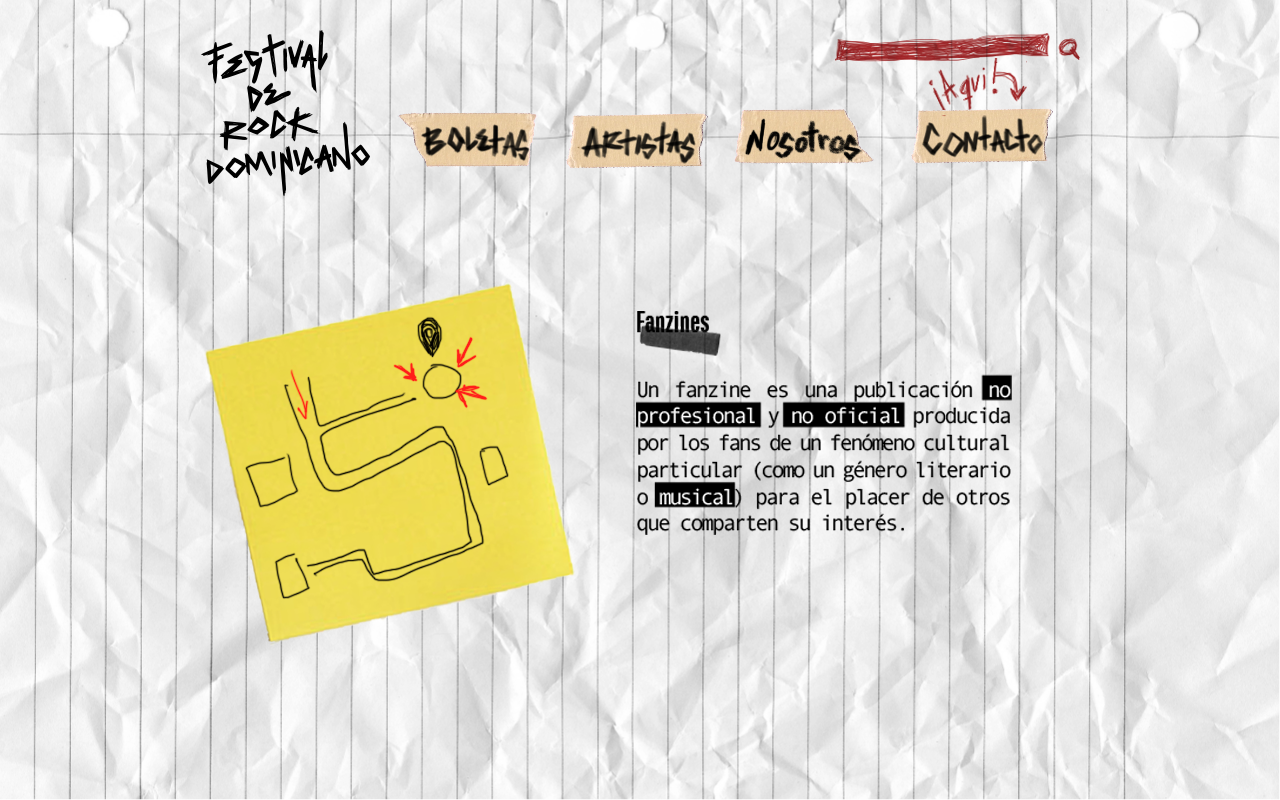 FESTIVAL
DE
ROCK
DOMINICANO
¡Aqui!
BOLETAS
ARTISTAS
Nosotros
CONTACTO
Fanzines
Un fanzine es una publicación no
profesional y no oficial producida
por los fans de un fenómeno cultural
particular (como un género literario
o musical) para el placer de otros
que comparten su interés.